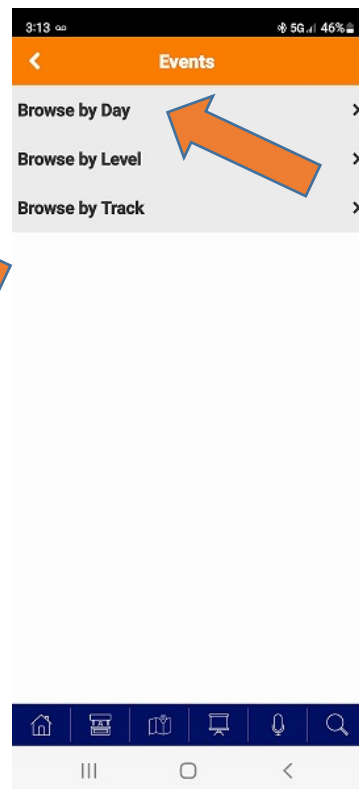 3:13
5G 46%
Events
Browse by Day
Browse by Level
Browse by Track